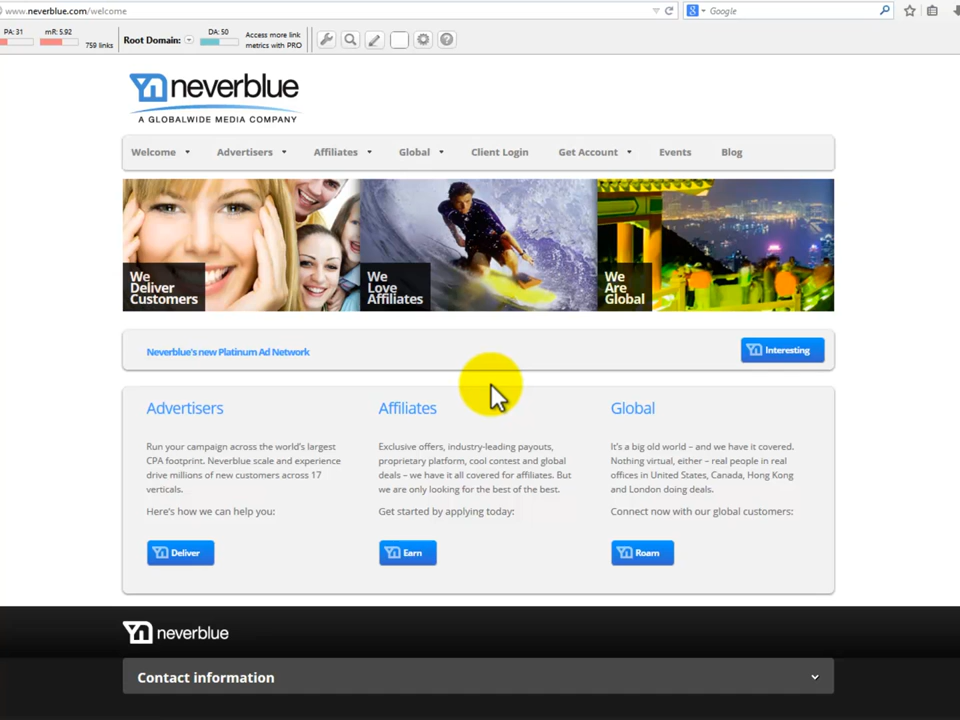 www.neverblue.com/welcome
Google
PA: 31
mR: 5.92
759 links
Root Domain:
DA: 50
Access more link
metrics with PRO
neverblue
A GLOBALWIDE MEDIA COMPANY
Welcome
Advertisers
Affiliates
Global
Client Login
Get Account
Events
Blog
We
Deliver
Customers
We
Love
Affiliates
We
Are
Global
Neverblue's new Platinum Ad Network
Interesting
Advertisers
Run your campaign across the world's largest
CPA footprint. Neverblue scale and experience
drive millions of new customers across 17
verticals.
Here's how we can help you:
Deliver
Affiliates
Exclusive offers, industry-leading payouts,
proprietary platform, cool contest and global
deals – we have it all covered for affiliates. But
we are only looking for the best of the best.
Get started by applying today:
Earn
Global
It's a big old world – and we have it covered.
Nothing virtual, either – real people in real
offices in United States, Canada, Hong Kong
and London doing deals.
Connect now with our global customers:
Roam
neverblue
Contact information